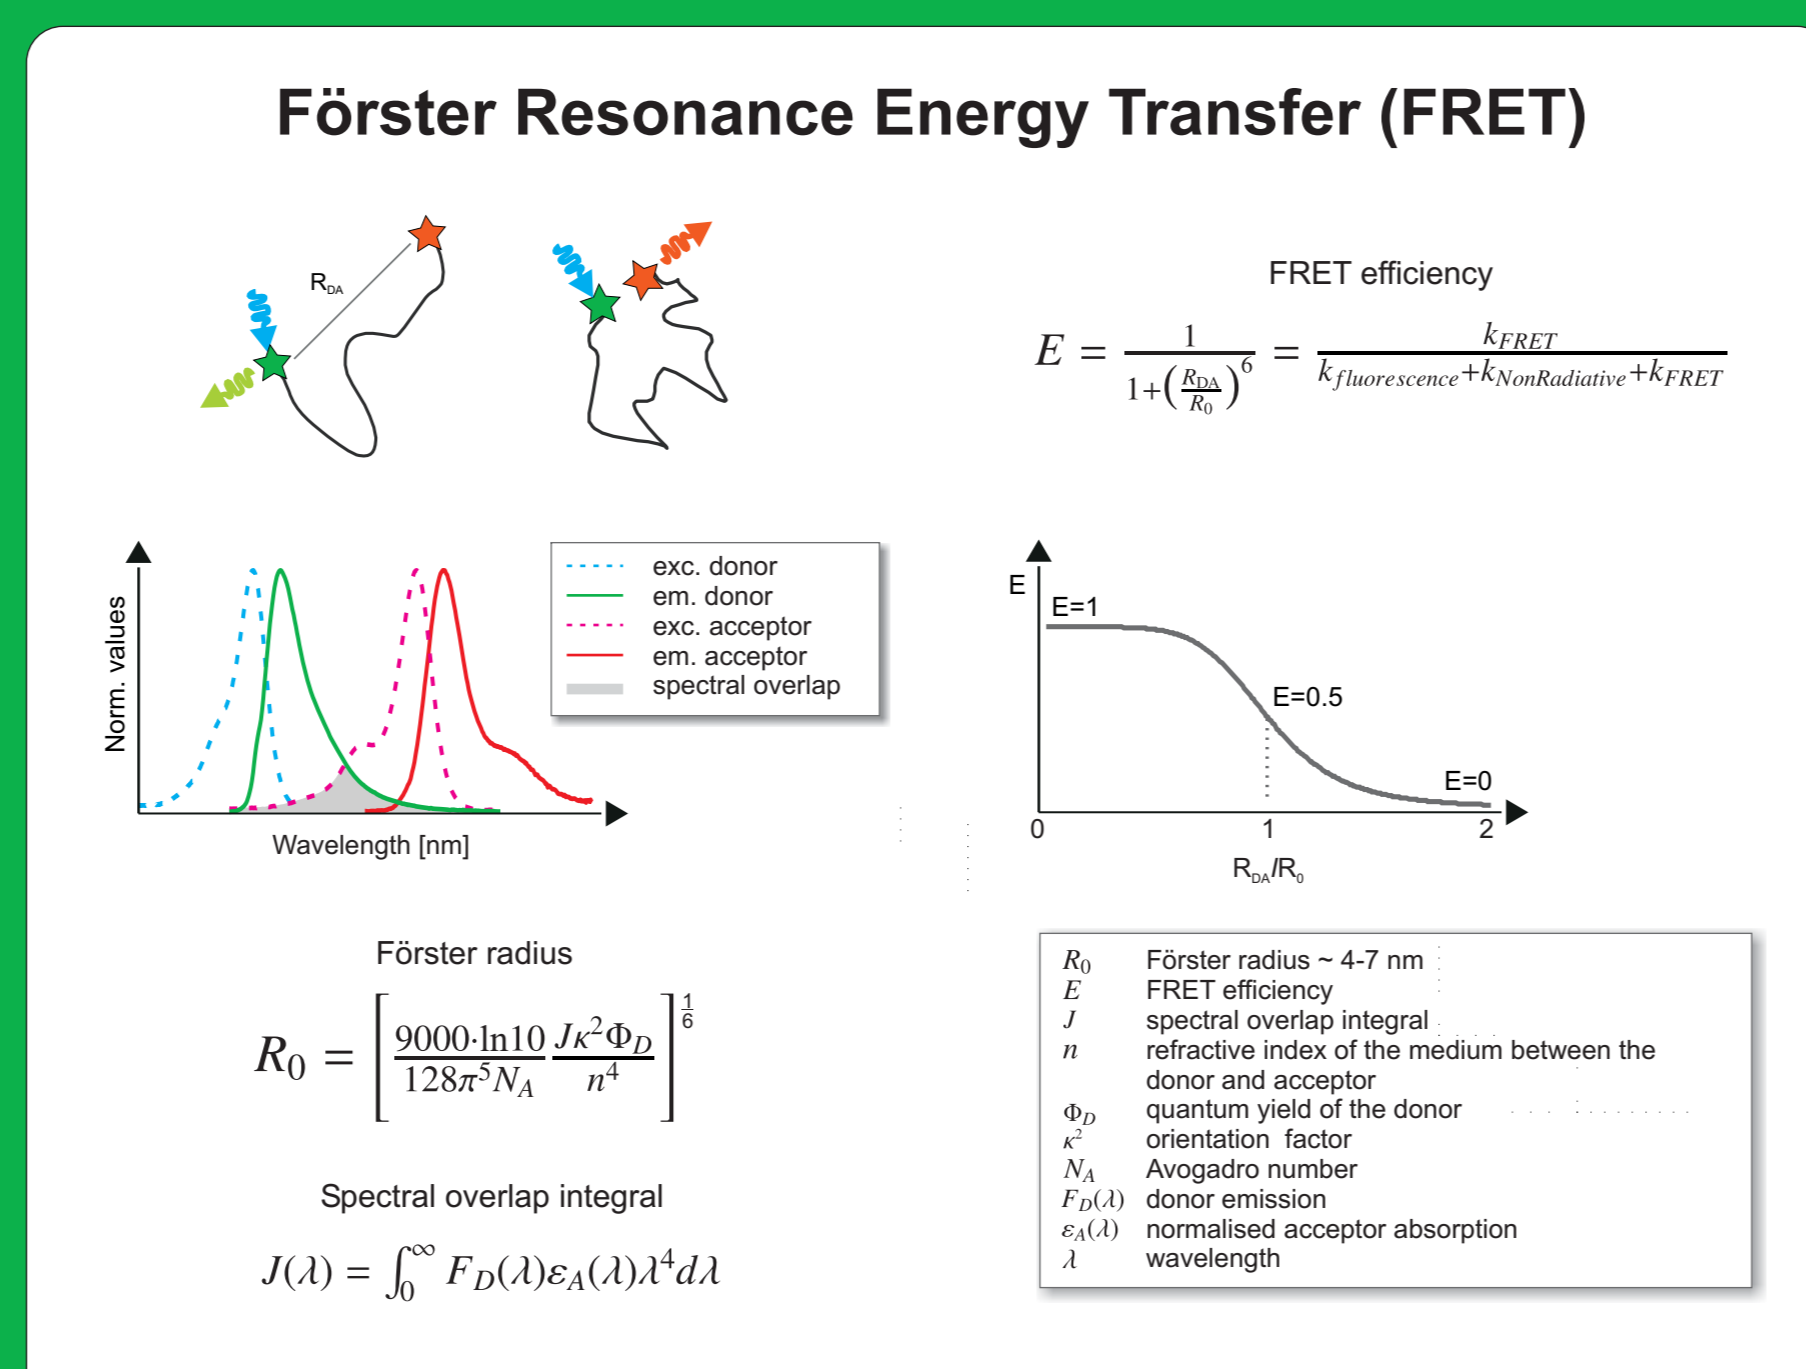 Förster Resonance Energy Transfer (FRET)
R_DA
FRET efficiency
E = 1 / (1+(R_DA/R_0)^6) = k_FRET / (k_fluorescence+k_NonRadiative+k_FRET)
Norm. values
Wavelength [nm]
exc. donor
em. donor
exc. acceptor
em. acceptor
spectral overlap
E
E=1
E=0.5
E=0
0 1 2
R_DA/R_0
Förster radius
R_0 = [9000·ln10 / 128π^5 N_A  Jκ^2 Φ_D / n^4]^(1/6)
Spectral overlap integral
J(λ) = ∫_0^∞ F_D(λ)ε_A(λ)λ^4 dλ
R_0 Förster radius ~ 4-7 nm
E FRET efficiency
J spectral overlap integral
n refractive index of the medium between the
donor and acceptor
Φ_D quantum yield of the donor
κ^2 orientation factor
N_A Avogadro number
F_D(λ) donor emission
ε_A(λ) normalised acceptor absorption
λ wavelength